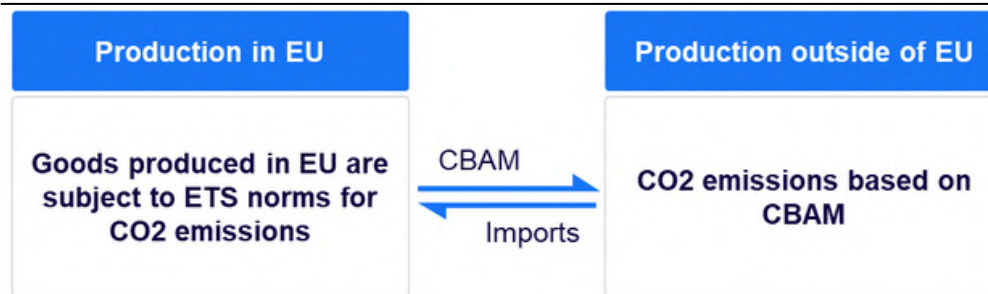 Production in EU
Production outside of EU
Goods produced in EU are
subject to ETS norms for
CO2 emissions
CBAM
Imports
CO2 emissions based on
CBAM